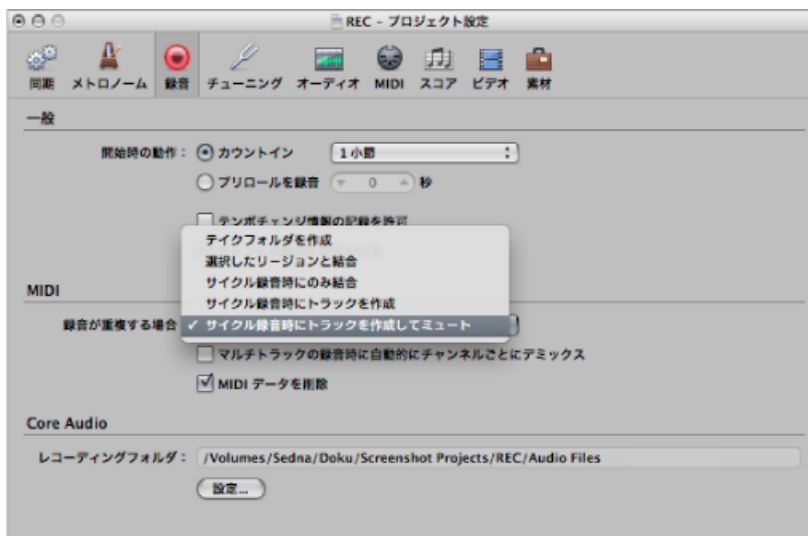 REC – プロジェクト設定
同期 メトロノーム 録音 チューニング オーディオ MIDI スコア ビデオ 素材
一般
開始時の動作： カウントイン 1 小節
プリロールを録音 0 秒
テンポチェンジ情報の記録を許可
テイクフォルダを作成
選択したリージョンと結合
サイクル録音時にのみ結合
サイクル録音時にトラックを作成
MIDI
録音が重複する場合 ✓ サイクル録音時にトラックを作成してミュート
マルチトラックの録音時に自動的にチャンネルごとにデミックス
MIDI データを削除
Core Audio
レコーディングフォルダ： /Volumes/Sedna/Doku/Screenshot Projects/REC/Audio Files
設定...